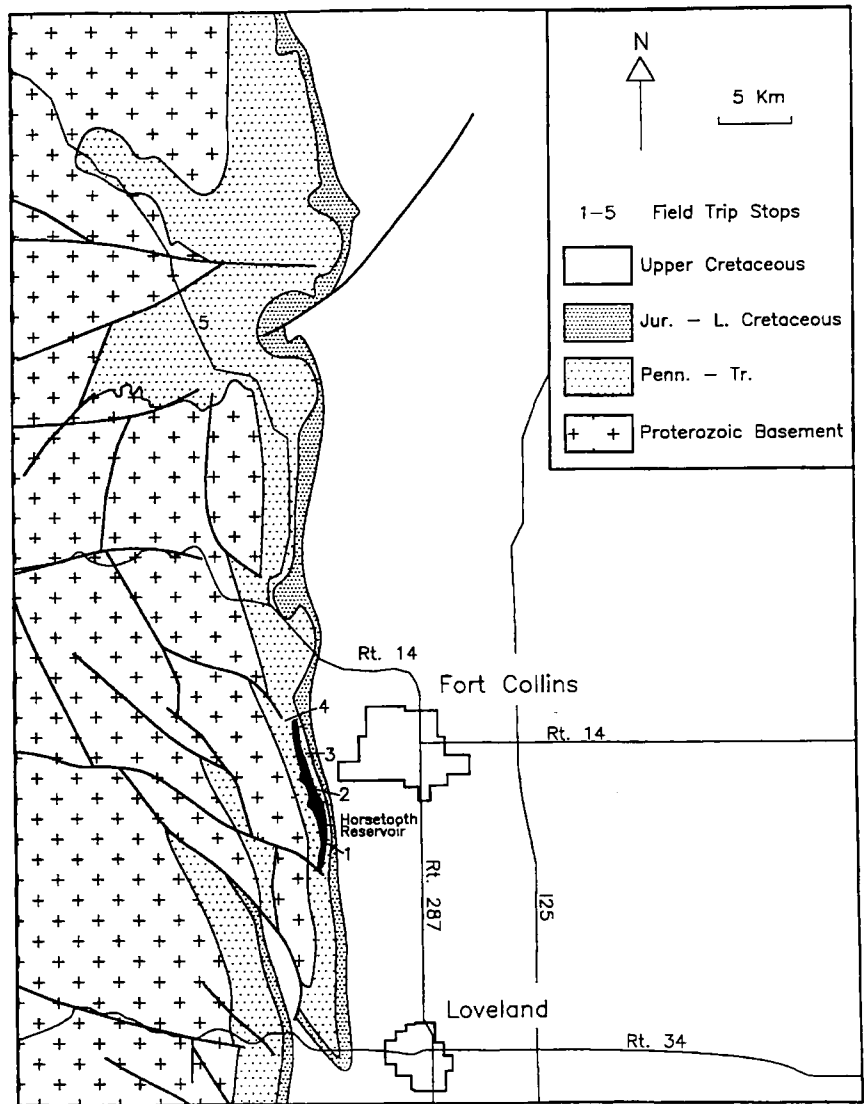 N
5 Km
1-5 Field Trip Stops
Upper Cretaceous
Jur. - L. Cretaceous
Penn. - Tr.
Proterozoic Basement
5
Rt. 14
Fort Collins
4
Rt. 14
3
2
Horsetooth
Reservoir
1
Rt. 287
I25
Loveland
Rt. 34